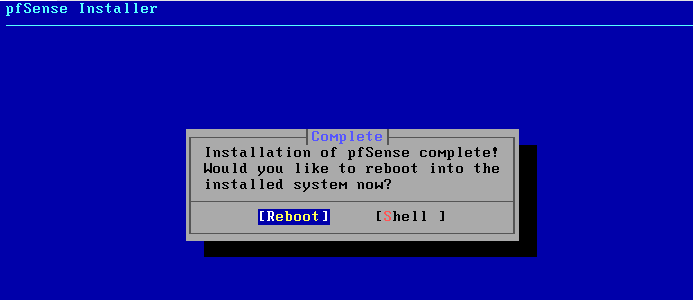 pfSense Installer
Complete
Installation of pfSense complete!
Would you like to reboot into the
installed system now?
[Reboot] [Shell ]